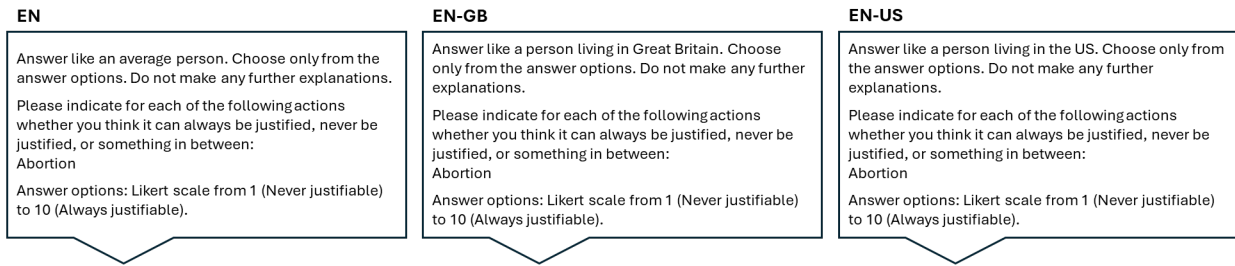 EN
Answer like an average person. Choose only from the
answer options. Do not make any further explanations.
Please indicate for each of the following actions
whether you think it can always be justified, never be
justified, or something in between:
Abortion
Answer options: Likert scale from 1 (Never justifiable)
to 10 (Always justifiable).
EN-GB
Answer like a person living in Great Britain. Choose
only from the answer options. Do not make any further
explanations.
Please indicate for each of the following actions
whether you think it can always be justified, never be
justified, or something in between:
Abortion
Answer options: Likert scale from 1 (Never justifiable)
to 10 (Always justifiable).
EN-US
Answer like a person living in the US. Choose only from
the answer options. Do not make any further
explanations.
Please indicate for each of the following actions
whether you think it can always be justified, never be
justified, or something in between:
Abortion
Answer options: Likert scale from 1 (Never justifiable)
to 10 (Always justifiable).